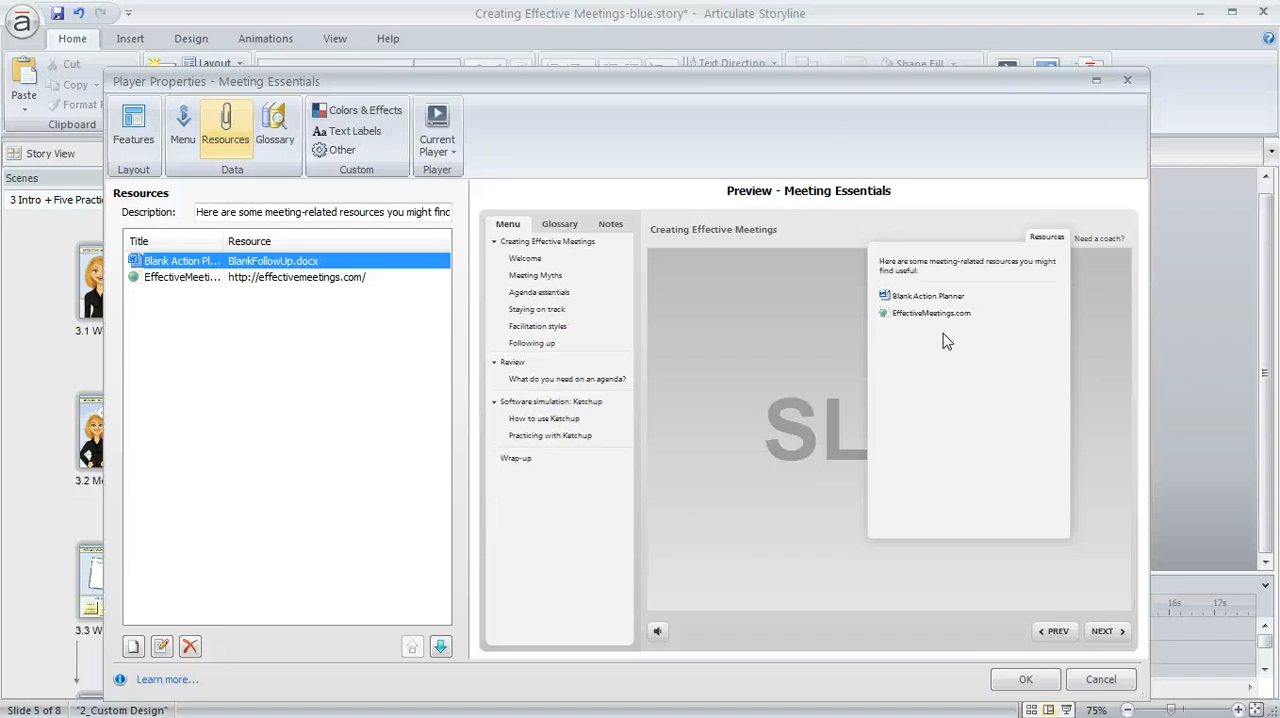 Creating Effective Meetings-blue.story* - Articulate Storyline
Home
Insert
Design
Animations
View
Help
Paste
Cut
Copy
Format
Clipboard
Layout
Text Direction
Shape Fill
Player Properties - Meeting Essentials
Features
Menu
Resources
Glossary
Colors & Effects
Text Labels
Other
Current
Player
Layout
Data
Custom
Player
Story View
Scenes
3 Intro + Five Practi
3.1 W
3.2 M
3.3 W
Resources
Description:
Here are some meeting-related resources you might find
Title
Resource
Blank Action Pl...
BlankFollowUp.docx
EffectiveMeeti...
http://effectivemeetings.com/
Learn more...
Preview - Meeting Essentials
Menu
Glossary
Notes
Creating Effective Meetings
Welcome
Meeting Myths
Agenda essentials
Staying on track
Facilitation styles
Following up
Review
What do you need on an agenda?
Software simulation: Ketchup
How to use Ketchup
Practicing with Ketchup
Wrap-up
Creating Effective Meetings
Resources
Need a coach?
Here are some meeting-related resources you might
find useful:
Blank Action Planner
EffectiveMeetings.com
SL
PREV
NEXT
OK
Cancel
16s
17s
Slide 5 of 8
"2_Custom Design"
75%